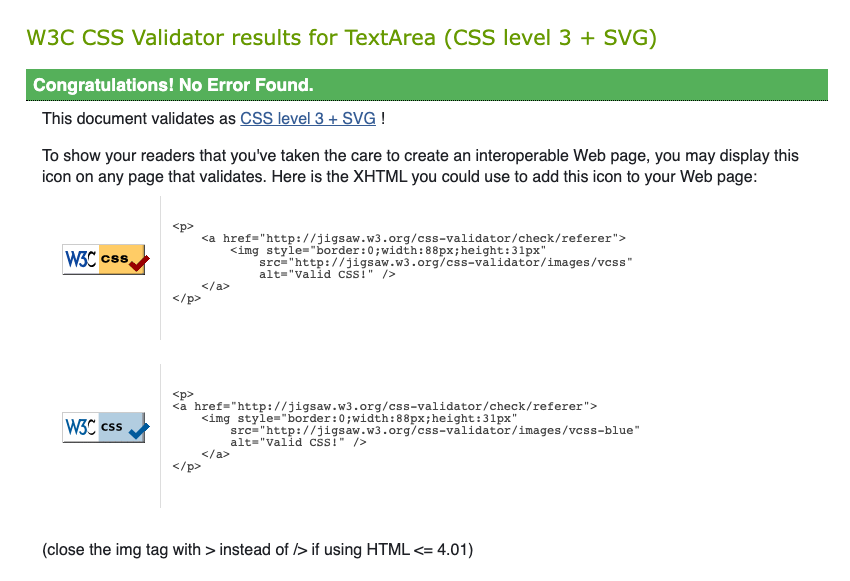 W3C CSS Validator results for TextArea (CSS level 3 + SVG)
Congratulations! No Error Found.
This document validates as CSS level 3 + SVG !
To show your readers that you've taken the care to create an interoperable Web page, you may display this
icon on any page that validates. Here is the XHTML you could use to add this icon to your Web page:
W3C css
<p>
    <a href="http://jigsaw.w3.org/css-validator/check/referer">
        <img style="border:0;width:88px;height:31px"
            src="http://jigsaw.w3.org/css-validator/images/vcss"
            alt="Valid CSS!" />
    </a>
</p>
W3C css
<p>
<a href="http://jigsaw.w3.org/css-validator/check/referer">
    <img style="border:0;width:88px;height:31px"
        src="http://jigsaw.w3.org/css-validator/images/vcss-blue"
        alt="Valid CSS!" />
    </a>
</p>
(close the img tag with > instead of /> if using HTML <= 4.01)